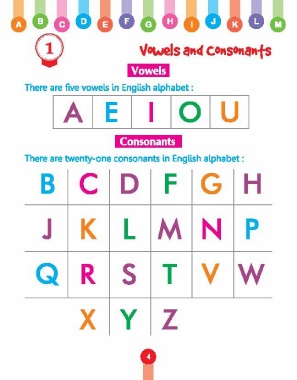 A B C D E F G H I J K L M
1
Vowels and Consonants
Vowels
There are five vowels in English alphabet :
A E I O U
Consonants
There are twenty-one consonants in English alphabet :
B C D F G H
J K L M N P
Q R S T V W
X Y Z
4